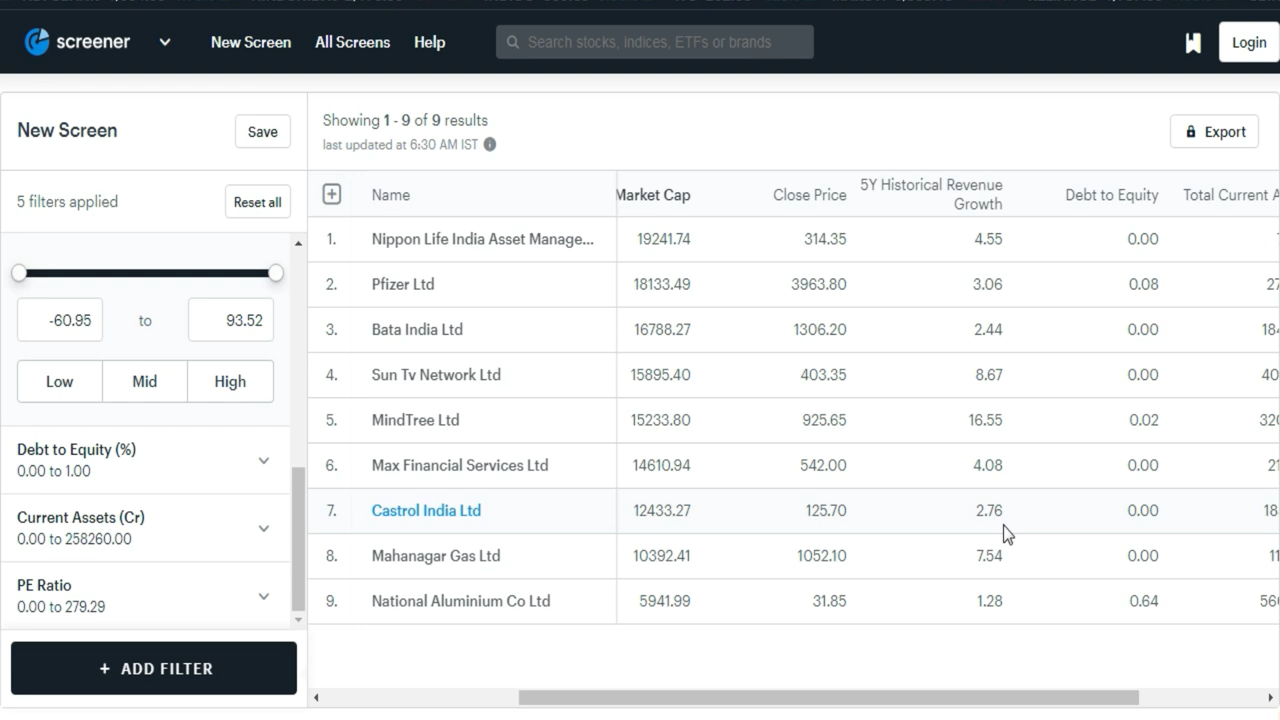 screener
New Screen
All Screens
Help
Search stocks, indices, ETFs or brands
Login
New Screen
Save
5 filters applied
Reset all
-60.95 to 93.52
Low Mid High
Debt to Equity (%)
0.00 to 1.00
Current Assets (Cr)
0.00 to 258260.00
PE Ratio
0.00 to 279.29
+ ADD FILTER
Showing 1 - 9 of 9 results
last updated at 6:30 AM IST
Export
Name Market Cap Close Price 5Y Historical Revenue Growth Debt to Equity Total Current
1. Nippon Life India Asset Manage... 19241.74 314.35 4.55 0.00
2. Pfizer Ltd 18133.49 3963.80 3.06 0.08
3. Bata India Ltd 16788.27 1306.20 2.44 0.00
4. Sun Tv Network Ltd 15895.40 403.35 8.67 0.00
5. MindTree Ltd 15233.80 925.65 16.55 0.02
6. Max Financial Services Ltd 14610.94 542.00 4.08 0.00
7. Castrol India Ltd 12433.27 125.70 2.76 0.00
8. Mahanagar Gas Ltd 10392.41 1052.10 7.54 0.00
9. National Aluminium Co Ltd 5941.99 31.85 1.28 0.64